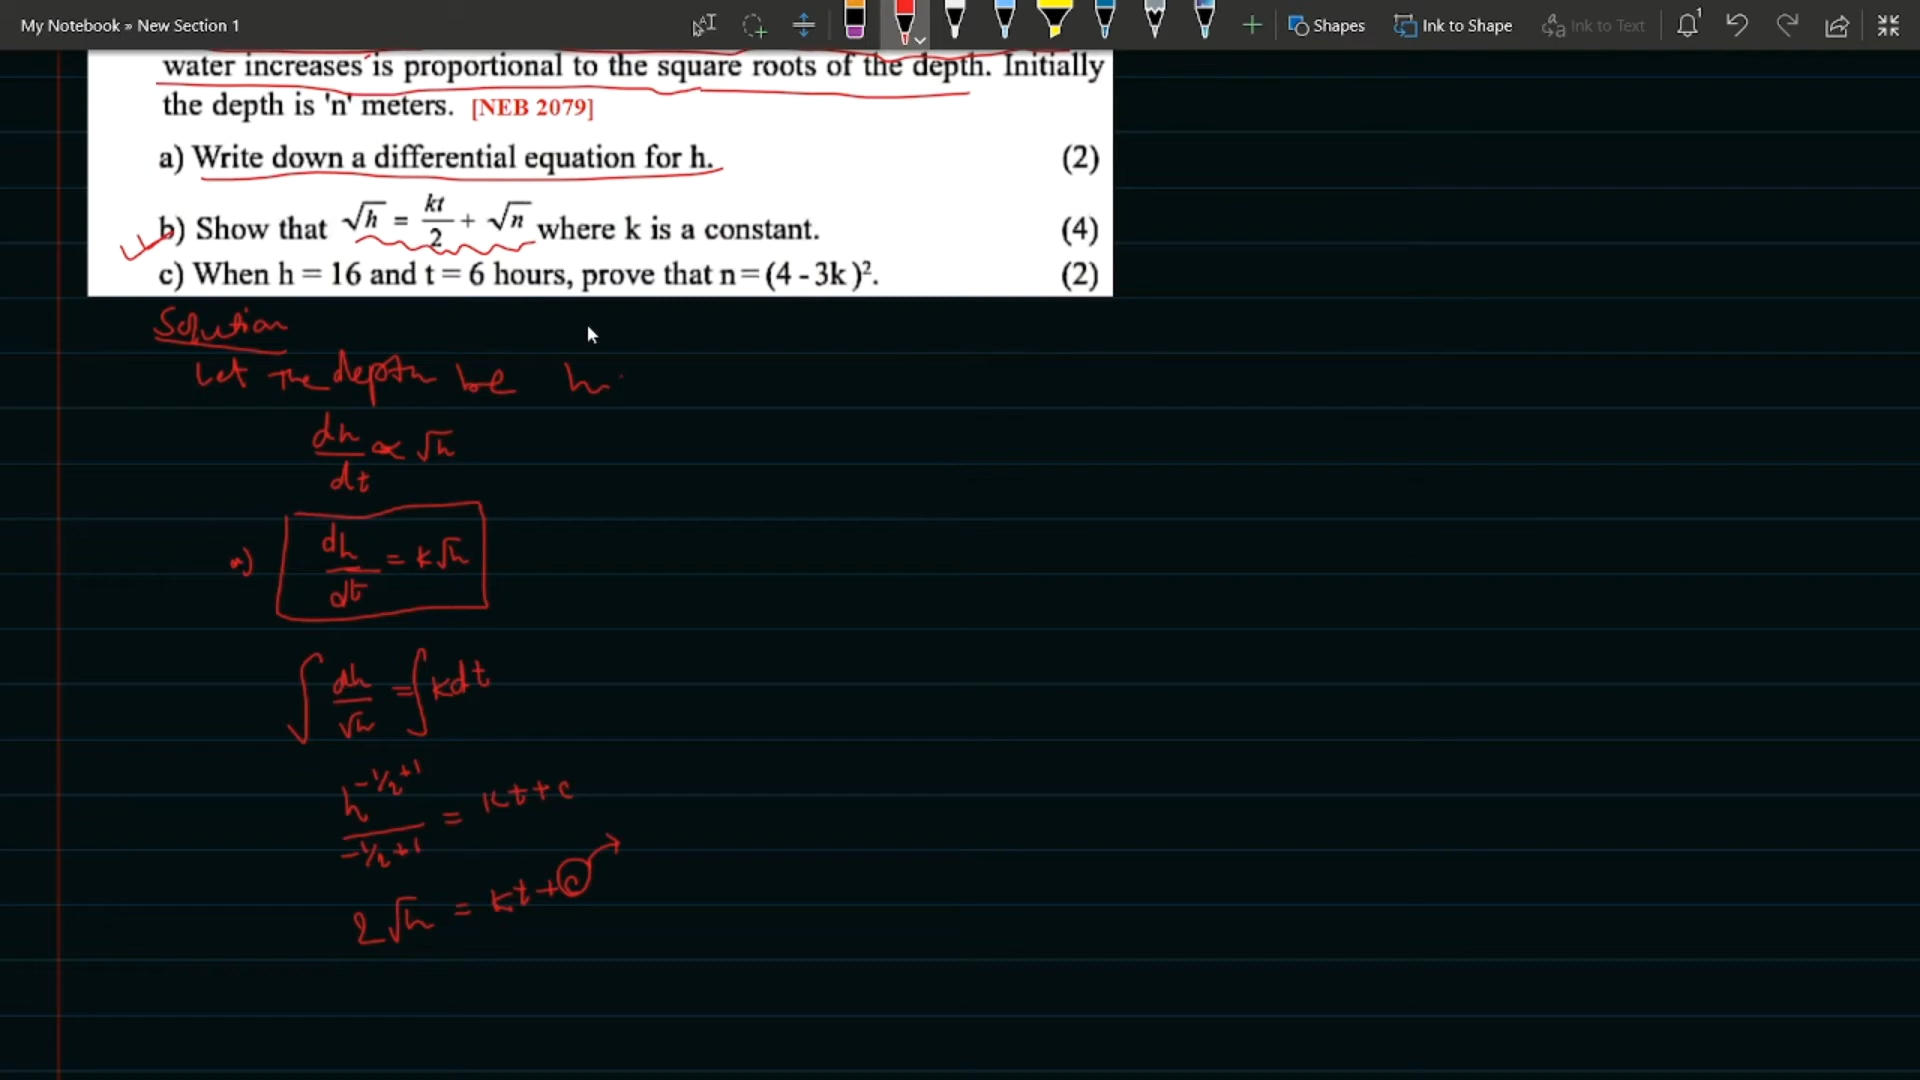 My Notebook » New Section 1
Shapes
Ink to Shape
Ink to Text
1
water increases is proportional to the square roots of the depth. Initially
the depth is 'n' meters. [NEB 2079]
a) Write down a differential equation for h. (2)
b) Show that √h = kt/2 + √n where k is a constant. (4)
c) When h = 16 and t = 6 hours, prove that n = (4 - 3k)². (2)
Solution
Let The depth be h.
dh/dt ∝ √h
a) dh/dt = k√h
∫ dh/√h = ∫ kdt
h^(-1/2+1) / (-1/2+1) = kt + c
2√h = kt + c →